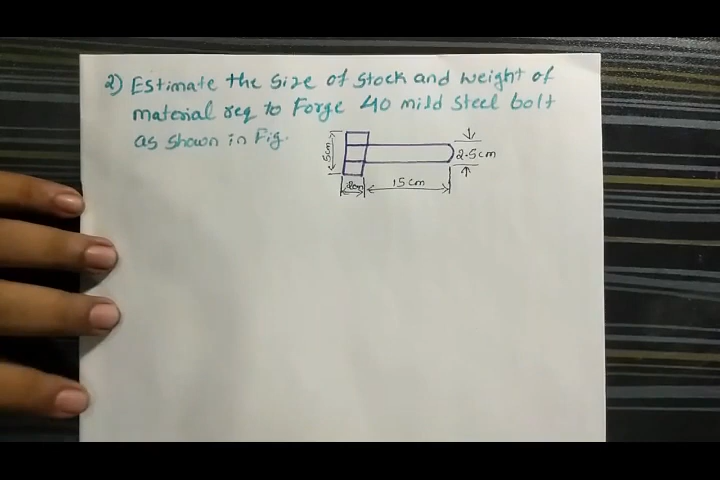 2) Estimate the size of stock and weight of
material req to Forge 40 mild steel bolt
as shown in Fig.
5cm
2.5cm
15cm